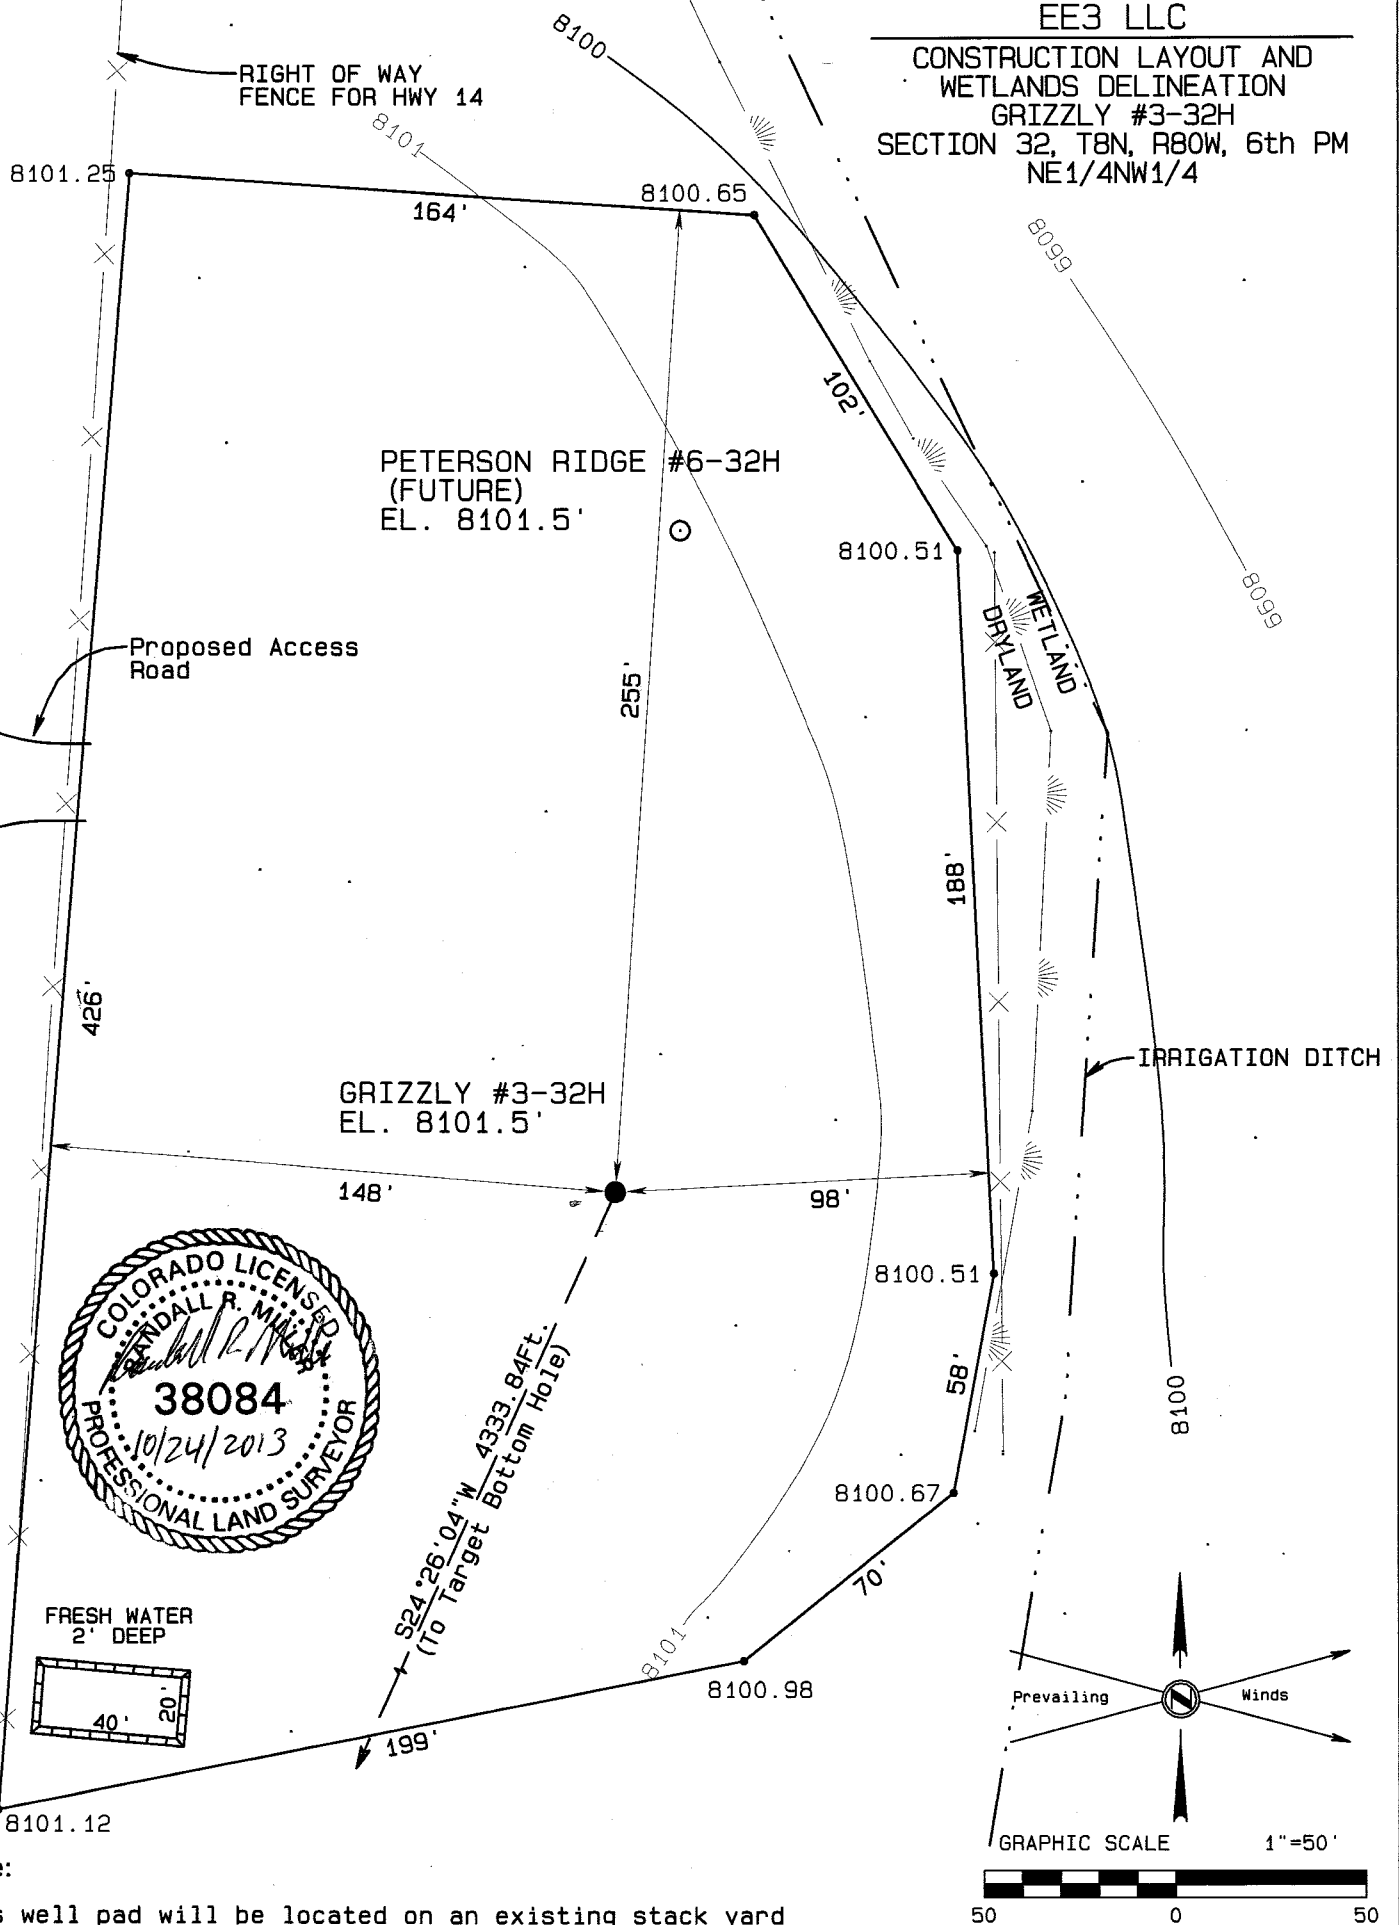 EE3 LLC
CONSTRUCTION LAYOUT AND
WETLANDS DELINEATION
GRIZZLY #3-32H
SECTION 32, T8N, R80W, 6th PM
NE1/4NW1/4
8100
RIGHT OF WAY
FENCE FOR HWY 14
8101
8101.25
164'
8100.65
8099
102'
PETERSON RIDGE #6-32H
(FUTURE)
EL. 8101.5'
8100.51
8099
WETLAND
DRYLAND
Proposed Access
Road
255'
188'
426'
IRRIGATION DITCH
GRIZZLY #3-32H
EL. 8101.5'
148'
98'
8100.51
COLORADO LICENSED
RANDALL R. MILLER
38084
10/24/2013
PROFESSIONAL LAND SURVEYOR
S24°26'04"W 4333.84Ft.
(To Target Bottom Hole)
58'
8100
8100.67
70'
FRESH WATER
2' DEEP
40'
20'
8101
8100.98
199'
8101.12
Prevailing
N
Winds
GRAPHIC SCALE 1"=50'
50 0 50
well pad will be located on an existing stack yard